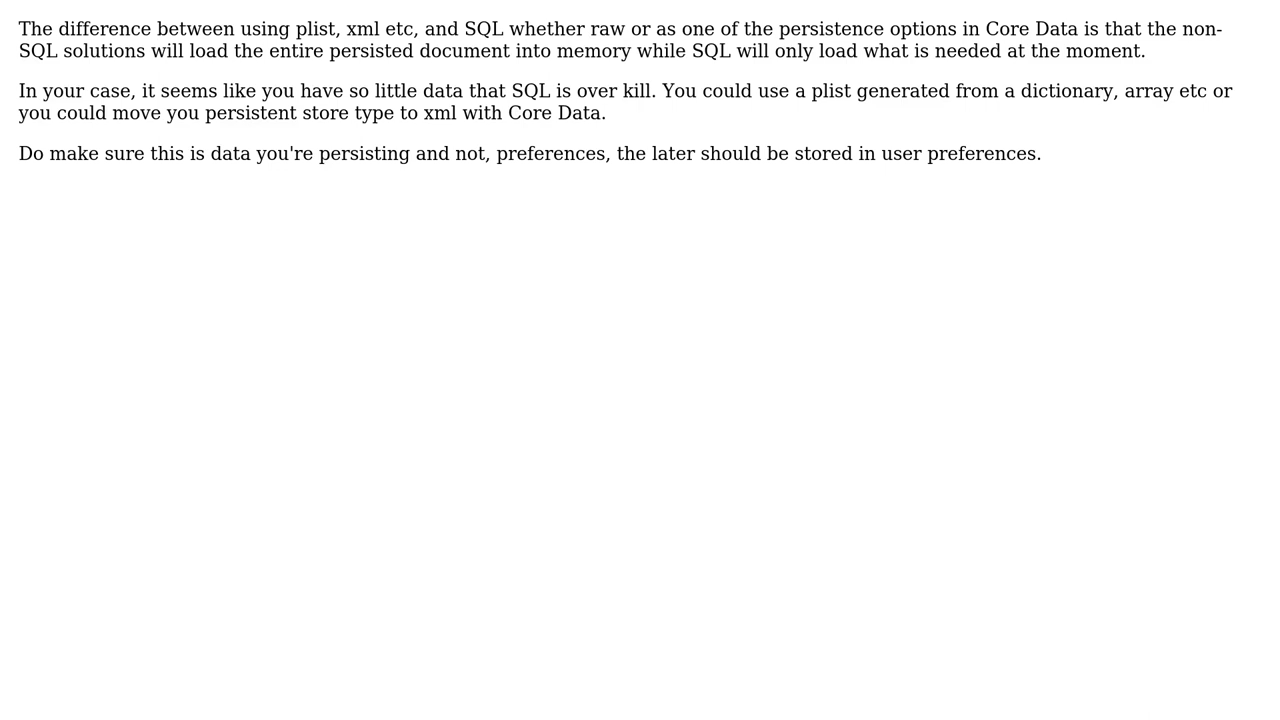 The difference between using plist, xml etc, and SQL whether raw or as one of the persistence options in Core Data is that the non-
SQL solutions will load the entire persisted document into memory while SQL will only load what is needed at the moment.
In your case, it seems like you have so little data that SQL is over kill. You could use a plist generated from a dictionary, array etc or
you could move you persistent store type to xml with Core Data.
Do make sure this is data you're persisting and not, preferences, the later should be stored in user preferences.